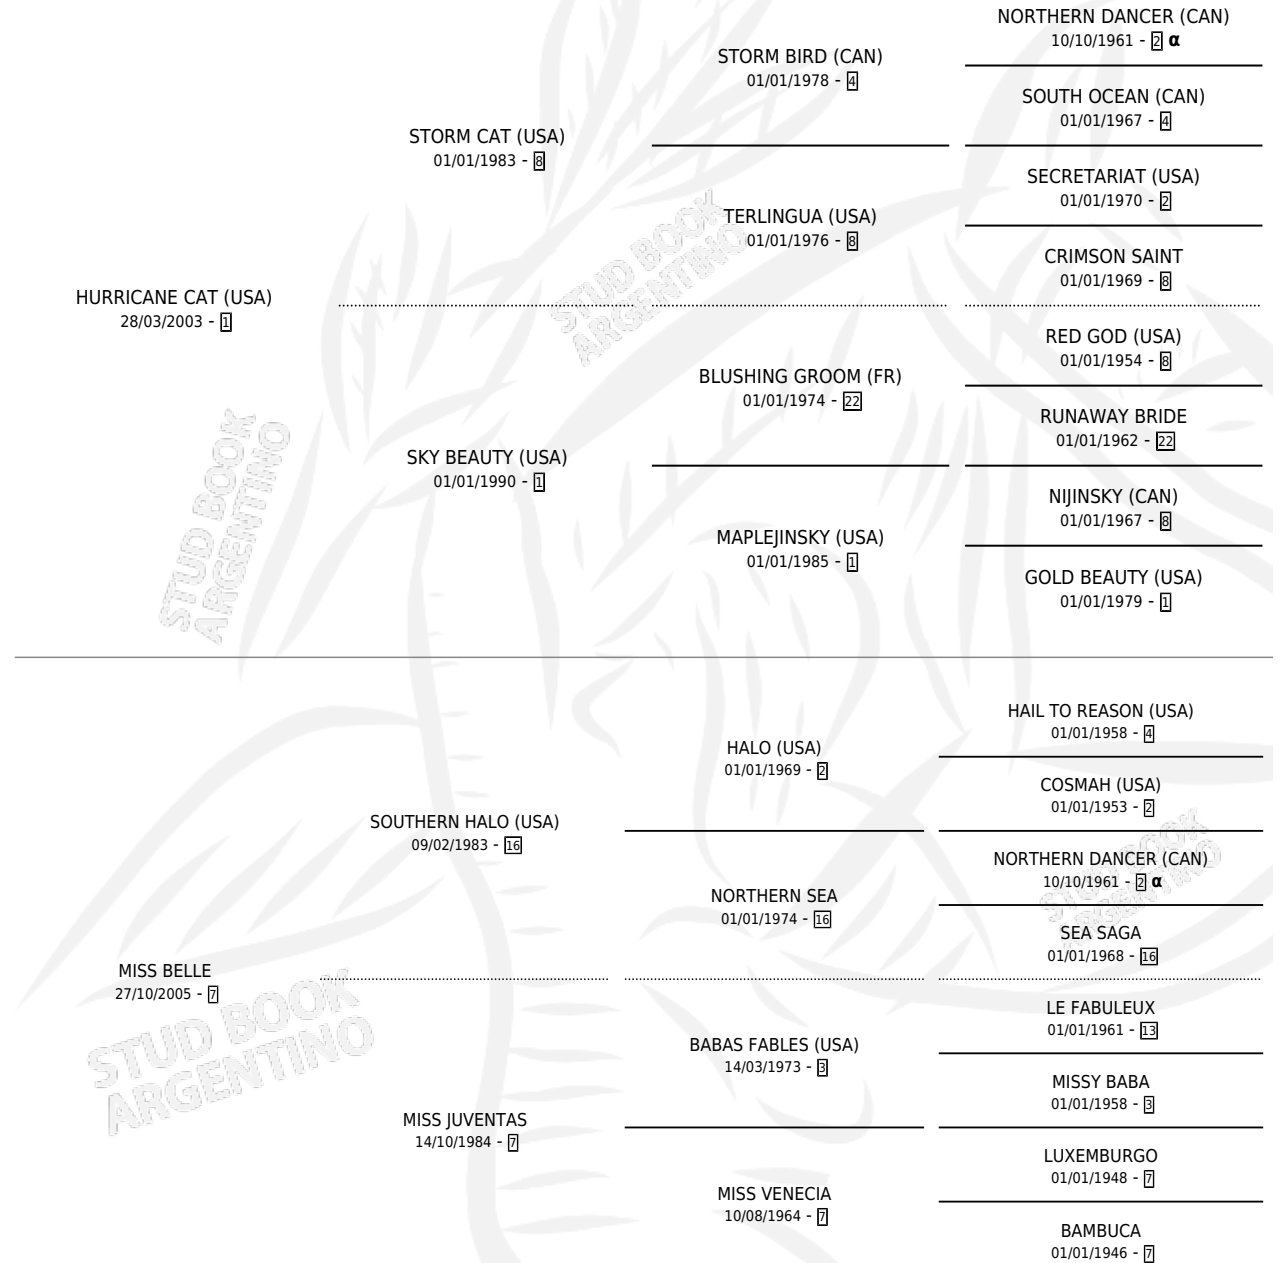 NORTHERN DANCER (CAN)
10/10/1961 - 2 α
STORM BIRD (CAN)
01/01/1978 - 4
SOUTH OCEAN (CAN)
01/01/1967 - 4
STORM CAT (USA)
01/01/1983 - 8
SECRETARIAT (USA)
01/01/1970 - 2
TERLINGUA (USA)
01/01/1976 - 8
CRIMSON SAINT
01/01/1969 - 8
HURRICANE CAT (USA)
28/03/2003 - 1
RED GOD (USA)
01/01/1954 - 8
BLUSHING GROOM (FR)
01/01/1974 - 22
RUNAWAY BRIDE
01/01/1962 - 22
SKY BEAUTY (USA)
01/01/1990 - 1
NIJINSKY (CAN)
01/01/1967 - 8
MAPLEJINSKY (USA)
01/01/1985 - 1
GOLD BEAUTY (USA)
01/01/1979 - 1
HAIL TO REASON (USA)
01/01/1958 - 4
HALO (USA)
01/01/1969 - 2
COSMAH (USA)
01/01/1953 - 2
SOUTHERN HALO (USA)
09/02/1983 - 16
NORTHERN DANCER (CAN)
10/10/1961 - 2 α
NORTHERN SEA
01/01/1974 - 16
SEA SAGA
01/01/1968 - 16
MISS BELLE
27/10/2005 - 7
LE FABULEUX
01/01/1961 - 13
BABAS FABLES (USA)
14/03/1973 - 3
MISSY BABA
01/01/1958 - 3
MISS JUVENTAS
14/10/1984 - 7
LUXEMBURGO
01/01/1948 - 7
MISS VENECIA
10/08/1964 - 7
BAMBUCA
01/01/1946 - 7
STUD BOOK
ARGENTINO
STUD BOOK
ARGENTINO
STUD BOOK
ARGENTINO
STUD BOOK
ARGENTINO